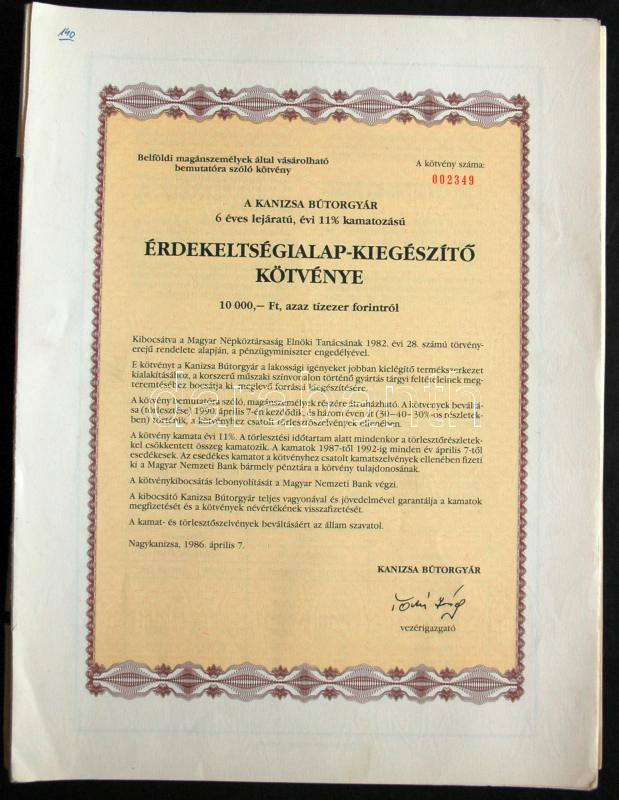 140
Belföldi magánszemélyek által vásárolható
bemutatóra szóló kötvény
A kötvény száma:
002349
A KANIZSA BÚTORGYÁR
6 éves lejáratú, évi 11% kamatozású
ÉRDEKELTSÉGIALAP-KIEGÉSZÍTŐ
KÖTVÉNYE
10 000,– Ft, azaz tízezer forintról
Kibocsátva a Magyar Népköztársaság Elnöki Tanácsának 1982. évi 28. számú törvény-
erejű rendelete alapján, a pénzügyminiszter engedélyével.
E kötvényt a Kanizsa Bútorgyár a lakossági igényeket jobban kielégítő termékszerkezet
kialakításához, a korszerű műszaki színvonalon történő gyártás tárgyi feltételeinek meg-
teremtéséhez bocsátja ki meglevő forrásai kiegészítésére.
A kötvény bemutatóra szóló, magánszemélyek részére átruházható. A kötvények beváltá-
sa (törlesztése) 1990 április 7-én kezdődik és három éven át (30–40–30%-os részletek-
ben) történik, a kötvényhez csatolt törlesztőszelvények ellenében.
A kötvény kamata évi 11%. A törlesztési időtartam alatt mindenkor a törlesztőrészletek-
kel csökkentett összeg kamatozik. A kamatok 1987-től 1992-ig minden év április 7-től
esedékesek. Az esedékes kamatot a kötvényhez csatolt kamatszelvények ellenében fizeti
ki a Magyar Nemzeti Bank bármely pénztára a kötvény tulajdonosának.
A kötvénykibocsátás lebonyolítását a Magyar Nemzeti Bank végzi.
A kibocsátó Kanizsa Bútorgyár teljes vagyonával és jövedelmével garantálja a kamatok
megfizetését és a kötvények névértékének visszafizetését.
A kamat- és törlesztőszelvények beváltásáért az állam szavatol.
Nagykanizsa, 1986. április 7.
KANIZSA BÚTORGYÁR
vezérigazgató
darabanth